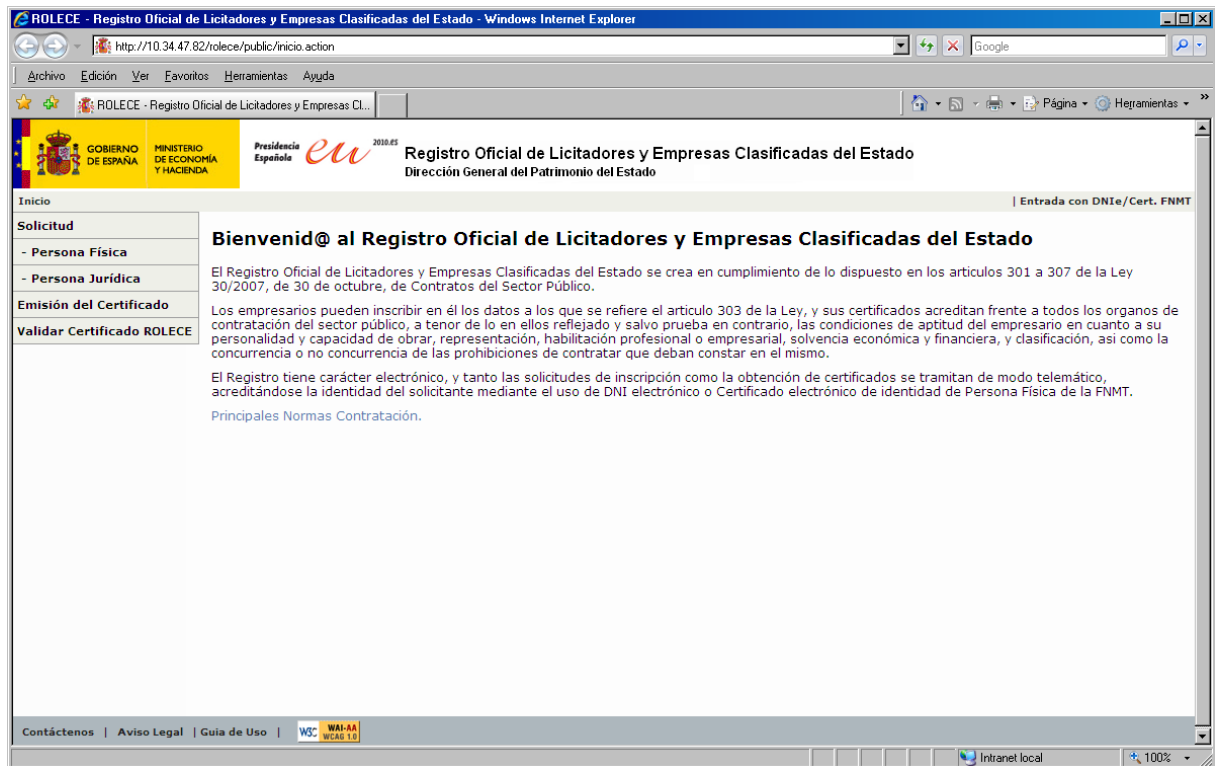 ROLECE - Registro Oficial de Licitadores y Empresas Clasificadas del Estado - Windows Internet Explorer
http://10.34.47.82/rolece/public/inicio.action
Google
Archivo Edición Ver Favoritos Herramientas Ayuda
ROLECE - Registro Oficial de Licitadores y Empresas Cl...
Página Herramientas »
GOBIERNO DE ESPAÑA
MINISTERIO DE ECONOMÍA Y HACIENDA
Presidencia Española eu 2010.es
Registro Oficial de Licitadores y Empresas Clasificadas del Estado
Dirección General del Patrimonio del Estado
Inicio | Entrada con DNIe/Cert. FNMT
Solicitud
- Persona Física
- Persona Jurídica
Emisión del Certificado
Validar Certificado ROLECE
Bienvenid@ al Registro Oficial de Licitadores y Empresas Clasificadas del Estado
El Registro Oficial de Licitadores y Empresas Clasificadas del Estado se crea en cumplimiento de lo dispuesto en los articulos 301 a 307 de la Ley
30/2007, de 30 de octubre, de Contratos del Sector Público.
Los empresarios pueden inscribir en él los datos a los que se refiere el articulo 303 de la Ley, y sus certificados acreditan frente a todos los organos de
contratación del sector público, a tenor de lo en ellos reflejado y salvo prueba en contrario, las condiciones de aptitud del empresario en cuanto a su
personalidad y capacidad de obrar, representación, habilitación profesional o empresarial, solvencia económica y financiera, y clasificación, asi como la
concurrencia o no concurrencia de las prohibiciones de contratar que deban constar en el mismo.
El Registro tiene carácter electrónico, y tanto las solicitudes de inscripción como la obtención de certificados se tramitan de modo telemático,
acreditándose la identidad del solicitante mediante el uso de DNI electrónico o Certificado electrónico de identidad de Persona Física de la FNMT.
Principales Normas Contratación.
Contáctenos | Aviso Legal | Guia de Uso | W3C WAI-AA WCAG 1.0
Intranet local 100%